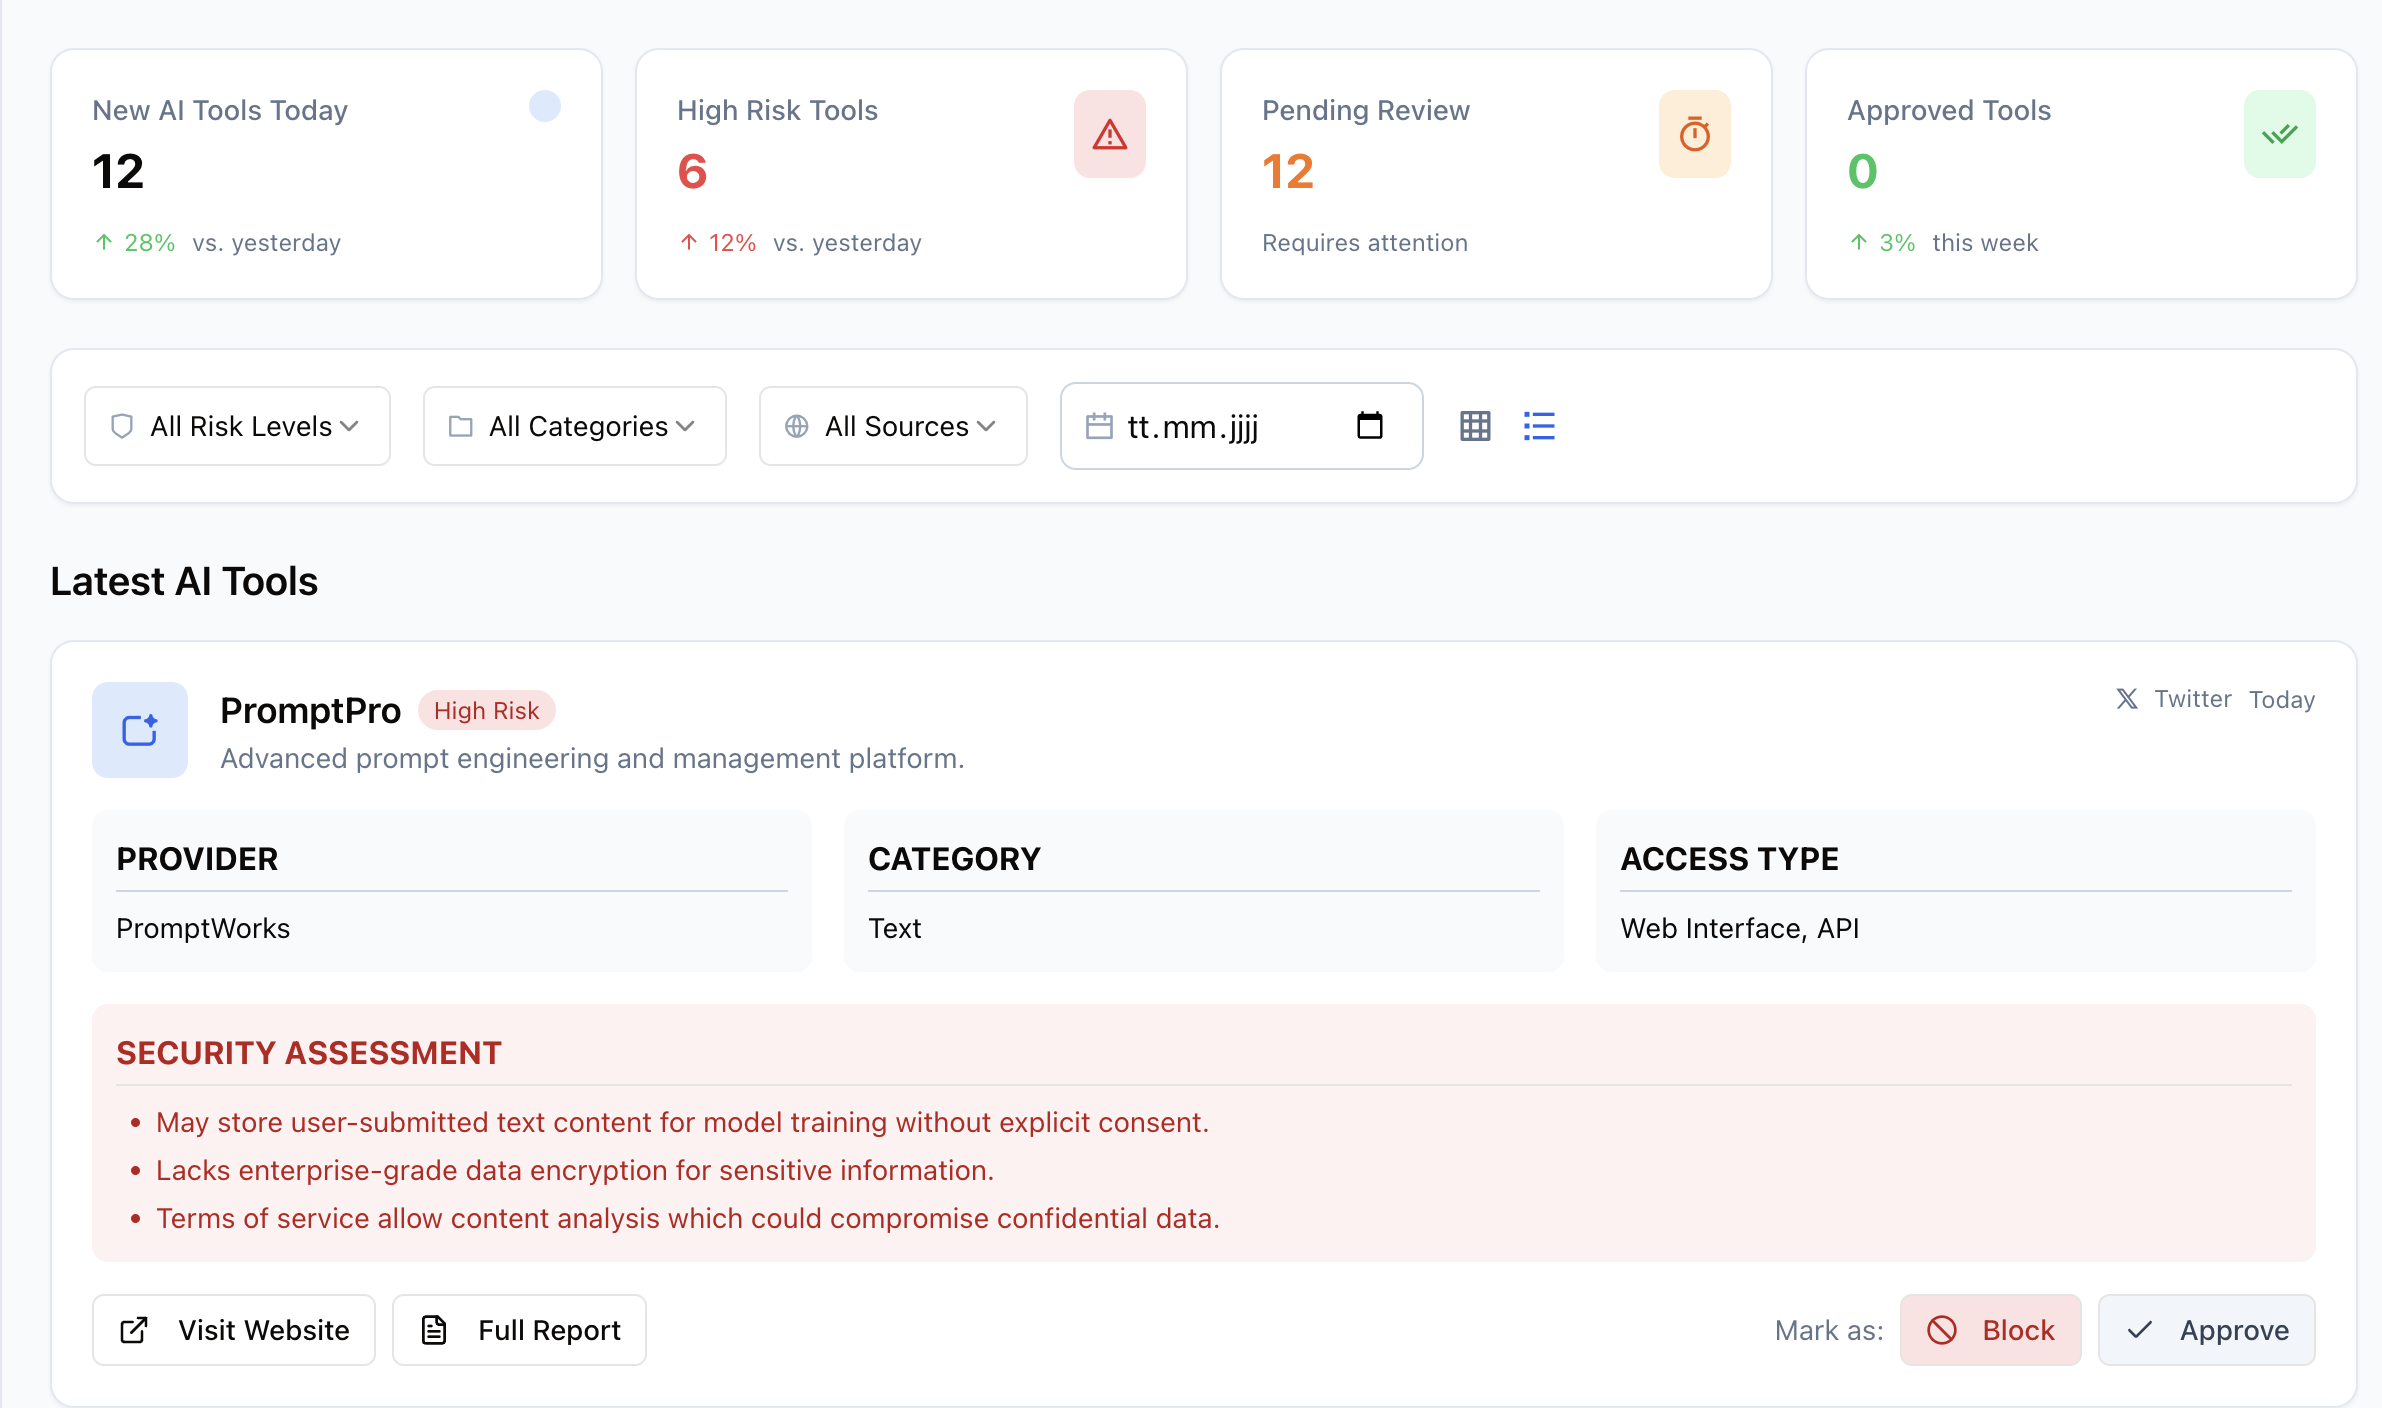 New AI Tools Today
12
↑ 28% vs. yesterday
High Risk Tools
6
↑ 12% vs. yesterday
Pending Review
12
Requires attention
Approved Tools
0
↑ 3% this week
All Risk Levels
All Categories
All Sources
tt.mm.jjjj
Latest AI Tools
PromptPro High Risk
Twitter Today
Advanced prompt engineering and management platform.
PROVIDER
PromptWorks
CATEGORY
Text
ACCESS TYPE
Web Interface, API
SECURITY ASSESSMENT
• May store user-submitted text content for model training without explicit consent.
• Lacks enterprise-grade data encryption for sensitive information.
• Terms of service allow content analysis which could compromise confidential data.
Visit Website
Full Report
Mark as:
Block
Approve